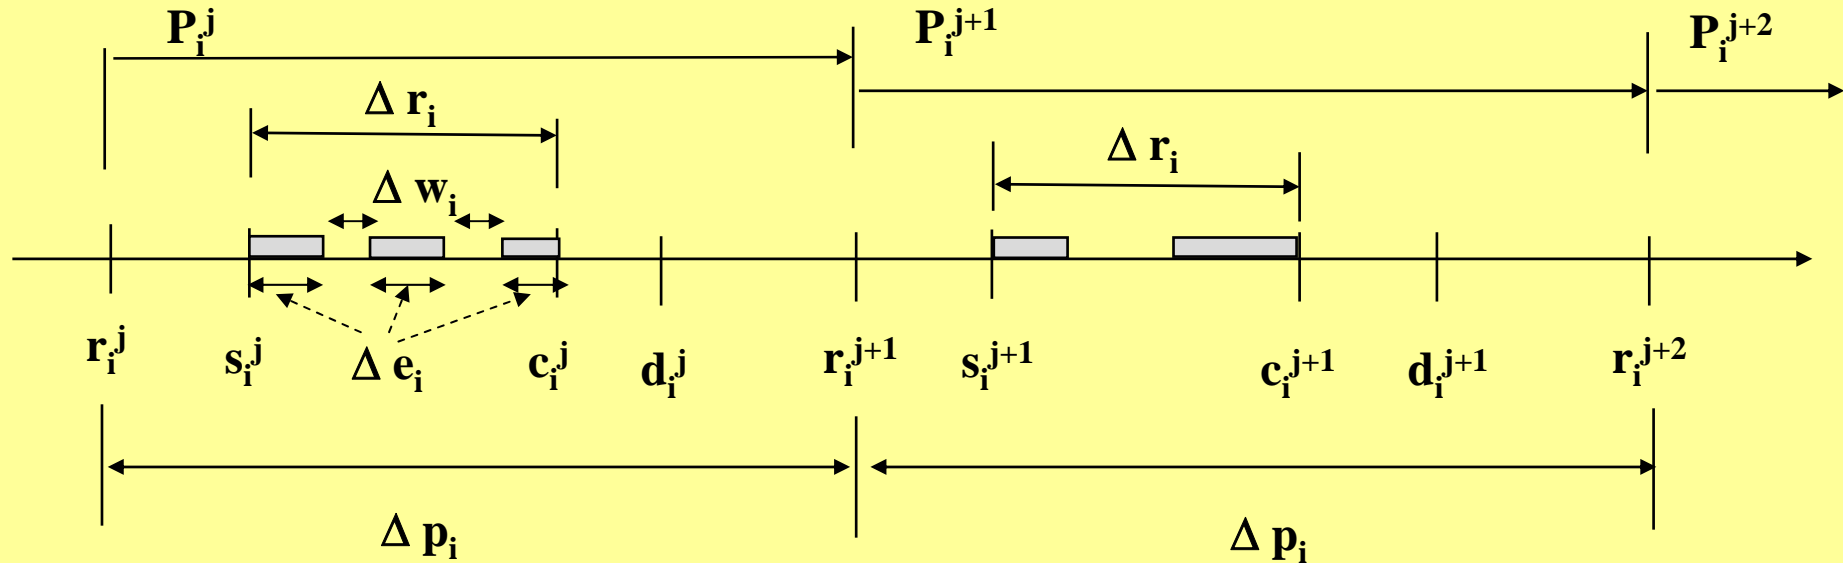 P_i^j P_i^{j+1} P_i^{j+2}
Δ r_i Δ r_i
Δ w_i
r_i^j s_i^j Δ e_i c_i^j d_i^j r_i^{j+1} s_i^{j+1} c_i^{j+1} d_i^{j+1} r_i^{j+2}
Δ p_i Δ p_i